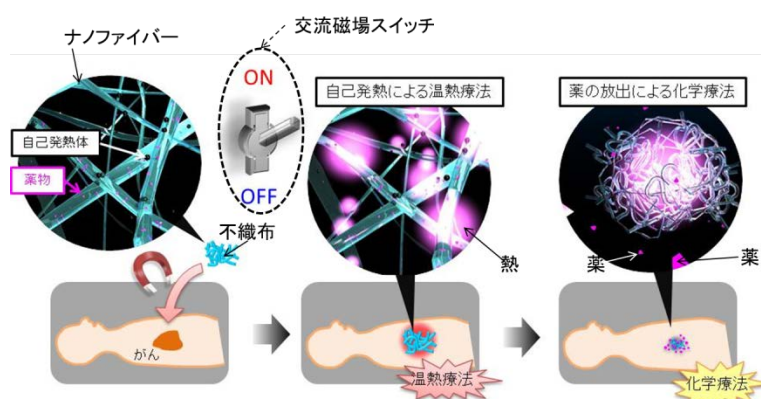 ナノファイバー
交流磁場スイッチ
ON
OFF
自己発熱体
薬物
不織布
がん
自己発熱による温熱療法
熱
温熱療法
薬の放出による化学療法
薬
薬
化学療法